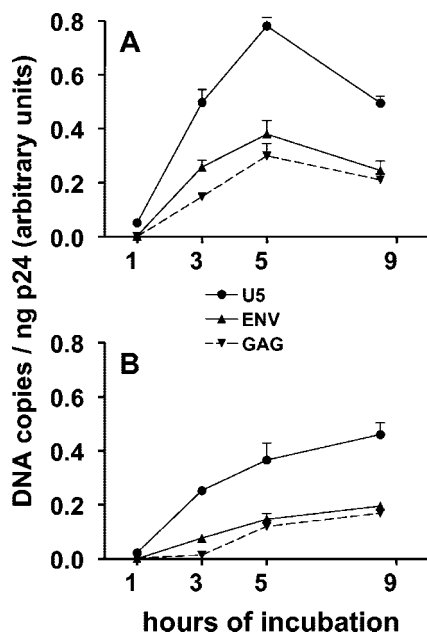 DNA copies / ng p24 (arbitrary units)
A
0.8
0.6
0.4
0.2
0.0
1 3 5 9
U5
ENV
GAG
B
0.8
0.6
0.4
0.2
0.0
1 3 5 9
hours of incubation